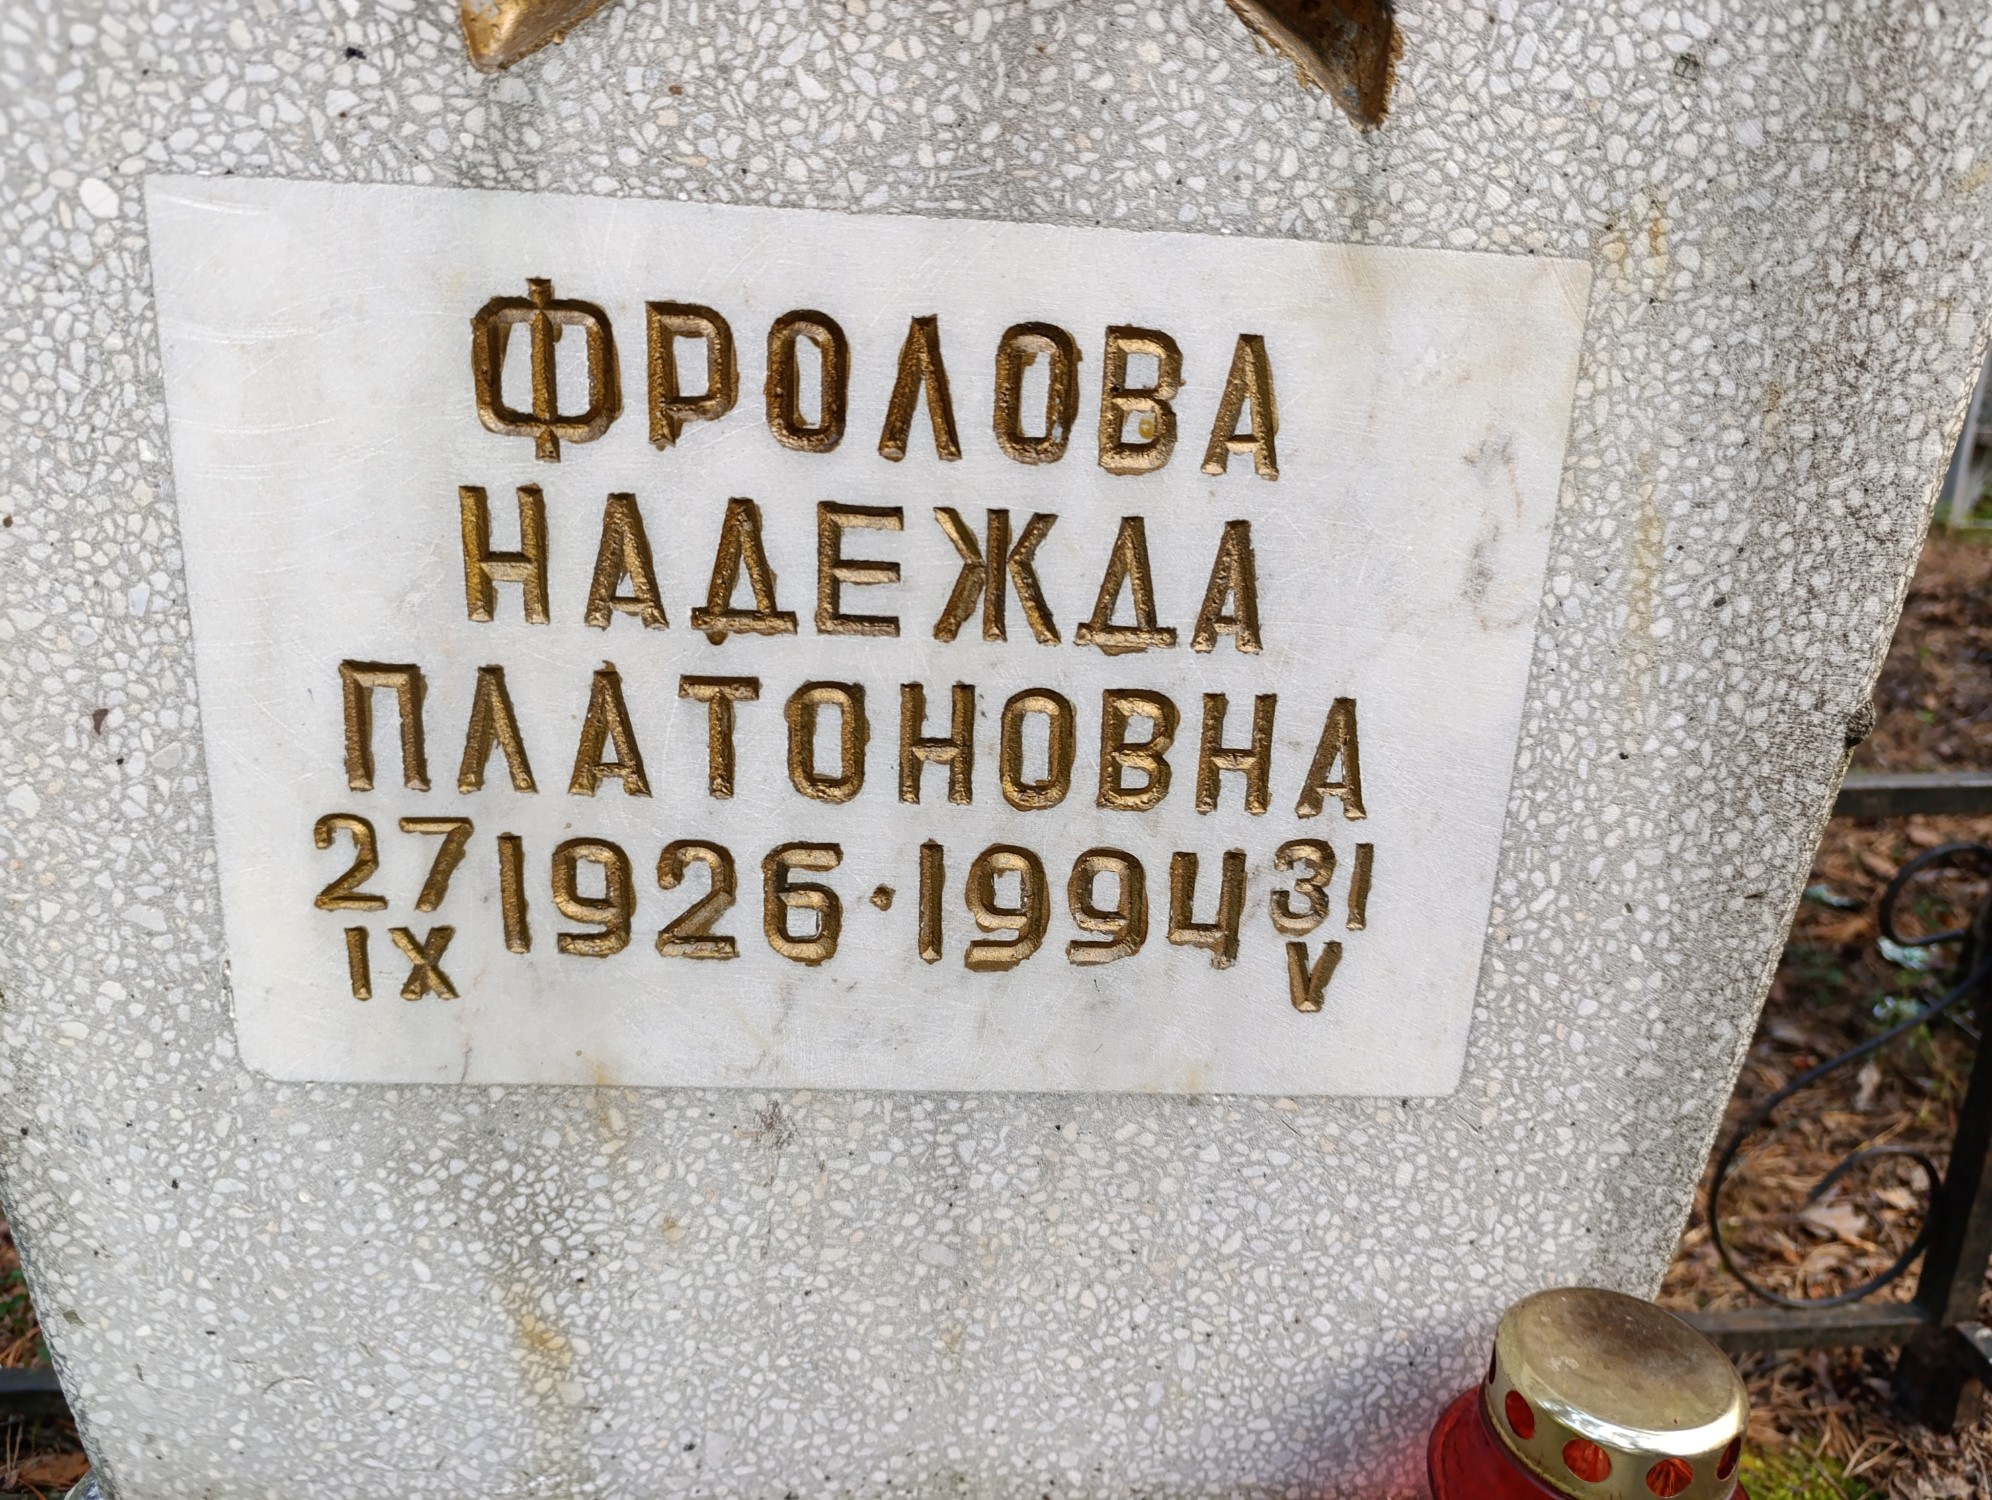 ФРОЛОВА
НАДЕЖДА
ПЛАТОНОВНА
27 IX 1926 · 1994 31 V